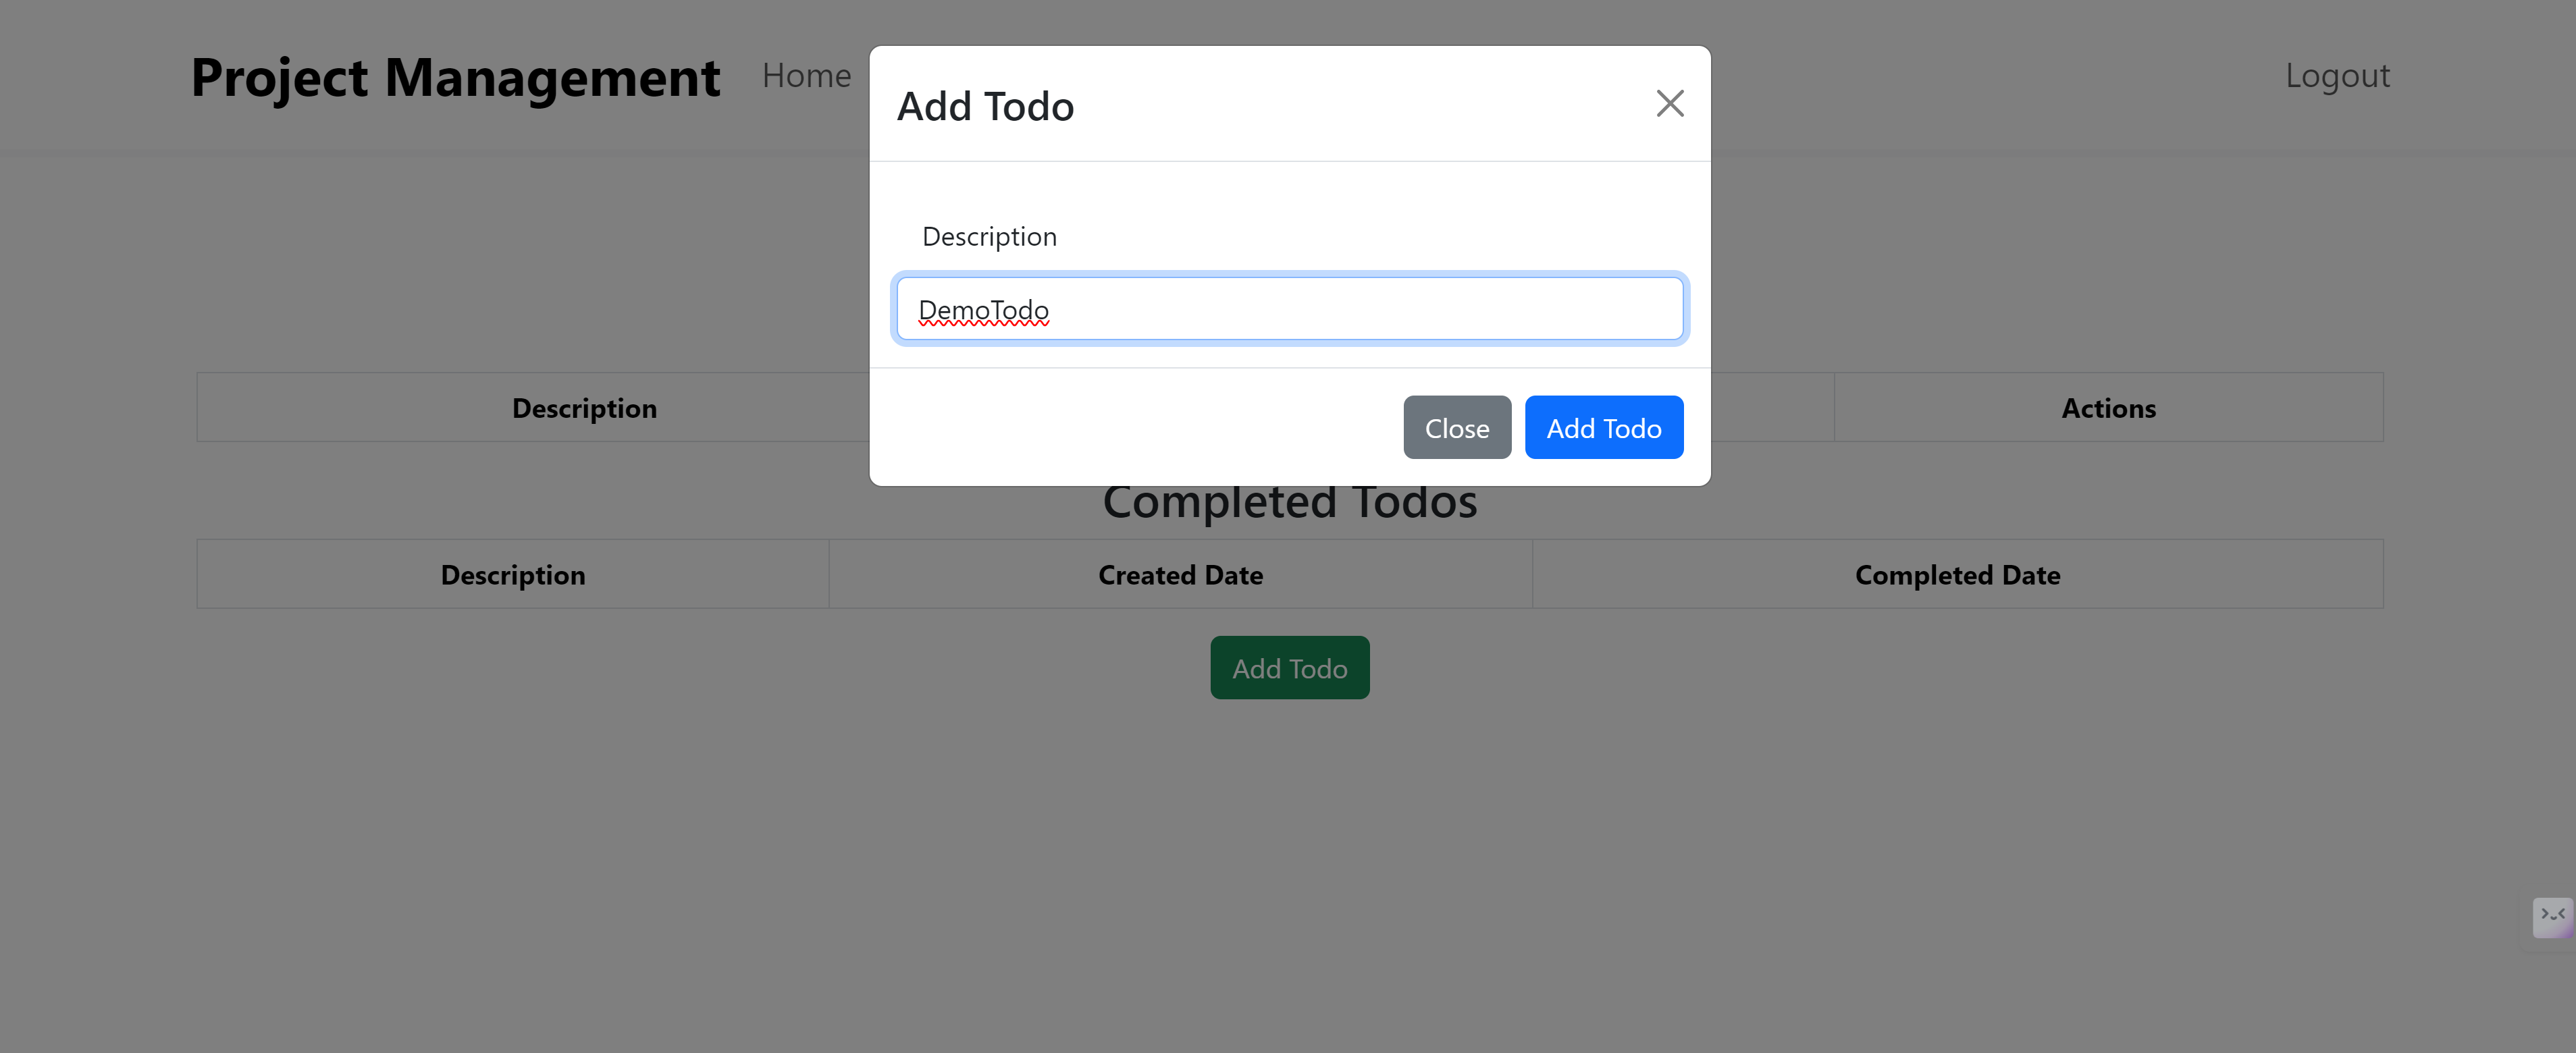 Project Management Home Logout
Add Todo
Description
DemoTodo
Close Add Todo
Description Actions
Completed Todos
Description Created Date Completed Date
Add Todo